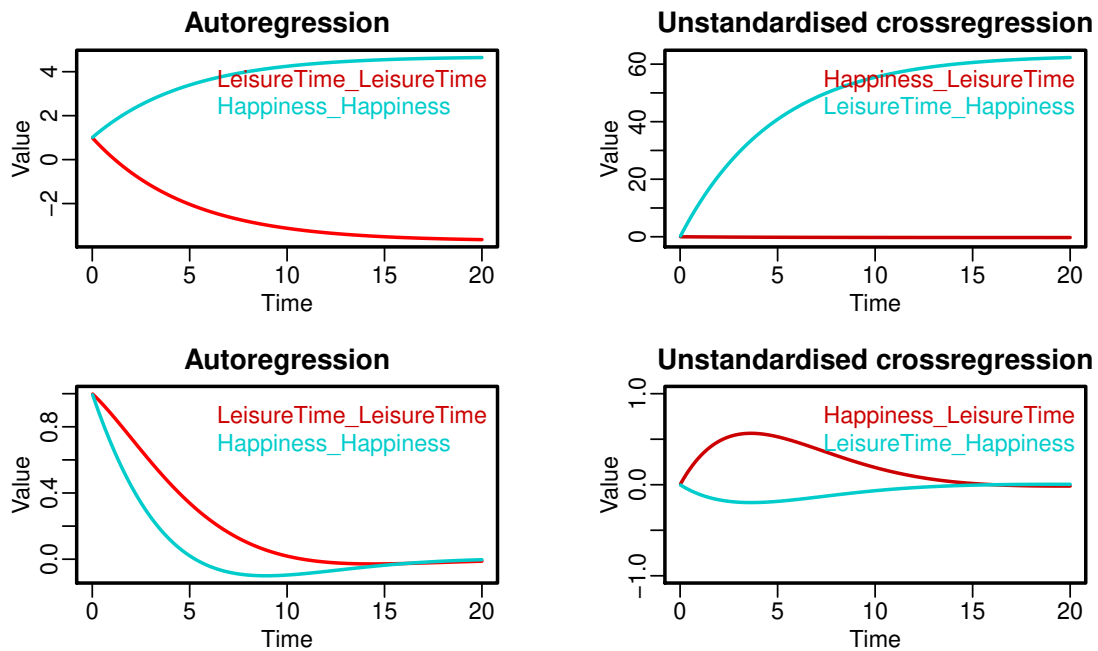 Autoregression
LeisureTime_LeisureTime
Happiness_Happiness
Value
4
2
0
−2
0 5 10 15 20
Time
Unstandardised crossregression
Happiness_LeisureTime
LeisureTime_Happiness
Value
60
40
20
0
0 5 10 15 20
Time
Autoregression
LeisureTime_LeisureTime
Happiness_Happiness
Value
0.8
0.4
0.0
0 5 10 15 20
Time
Unstandardised crossregression
Happiness_LeisureTime
LeisureTime_Happiness
Value
1.0
0.0
−1.0
0 5 10 15 20
Time